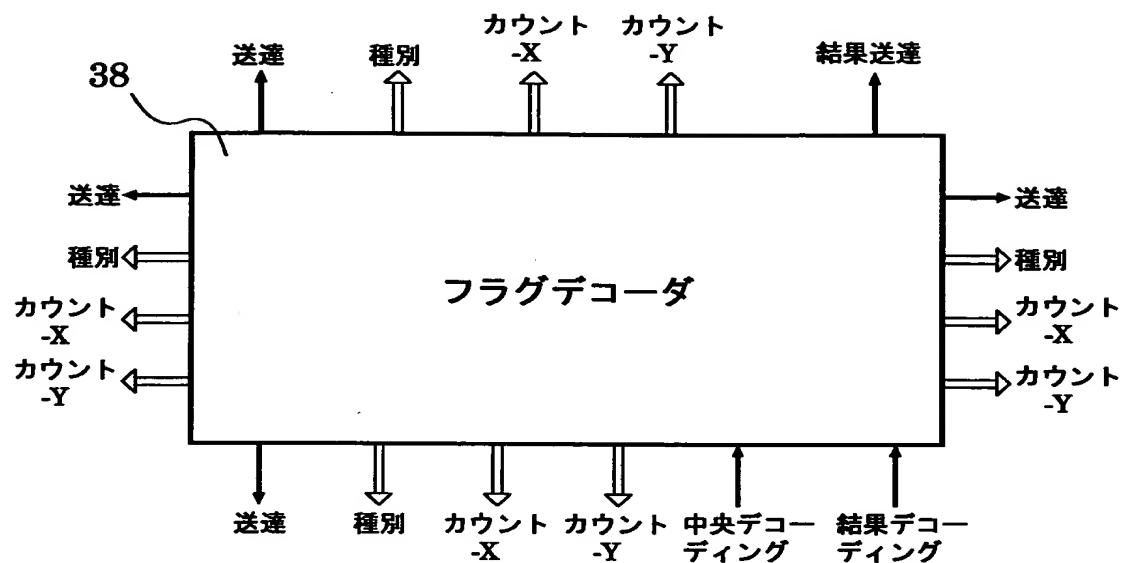 カウント
-X
カウント
-Y
送達
種別
結果送達
38
送達
種別
カウント
-X
カウント
-Y
フラグデコーダ
送達
種別
カウント
-X
カウント
-Y
送達
種別
カウント
-X
カウント
-Y
中央デコー
ディング
結果デコー
ディング